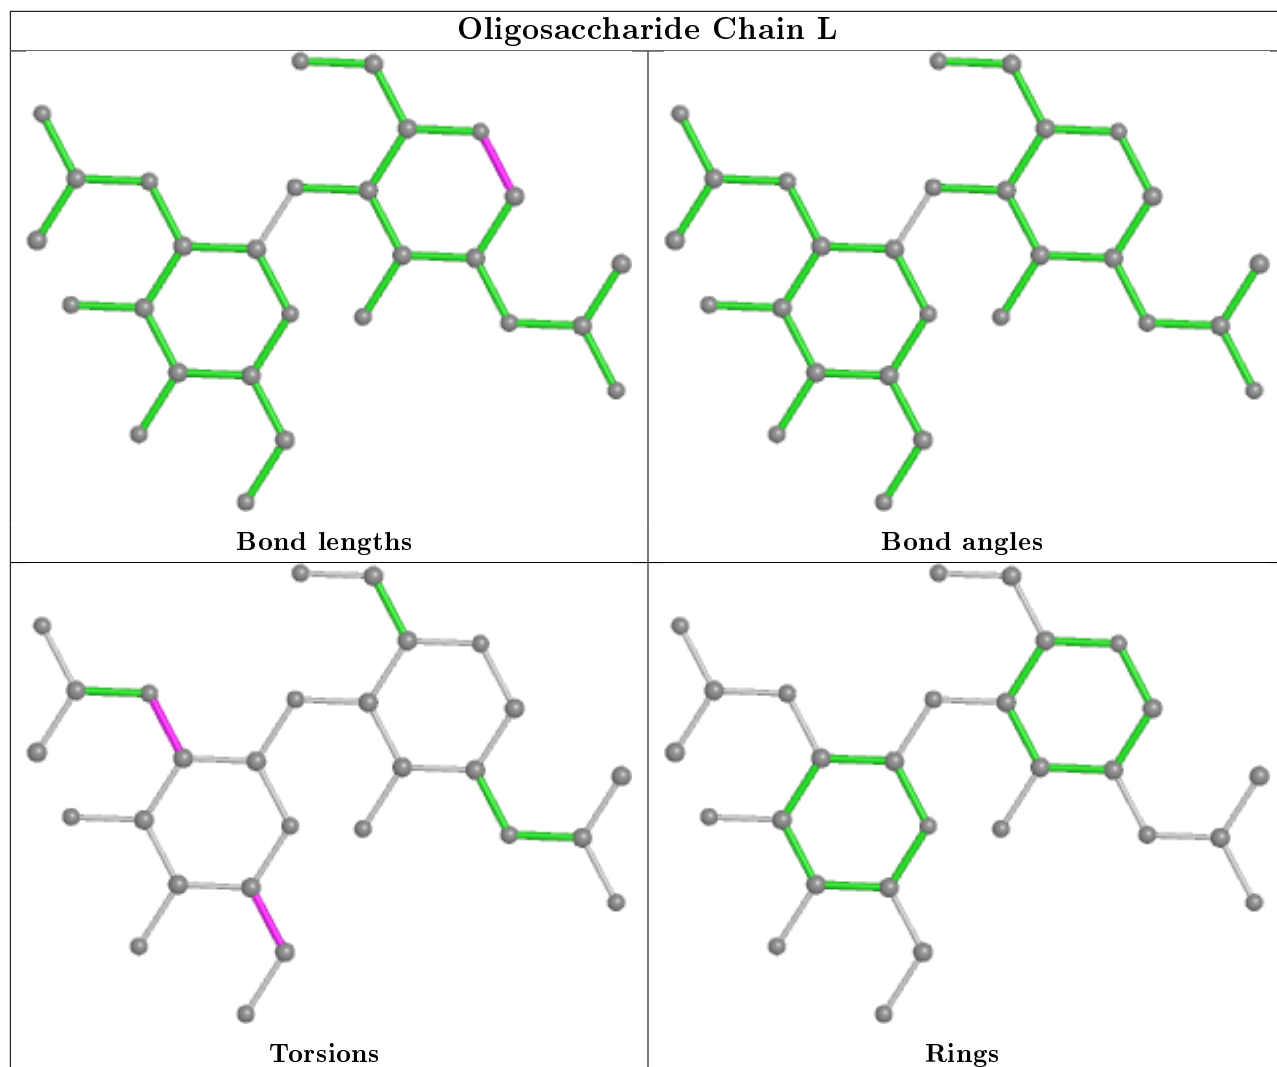 Oligosaccharide Chain L
Bond lengths
Bond angles
Torsions
Rings